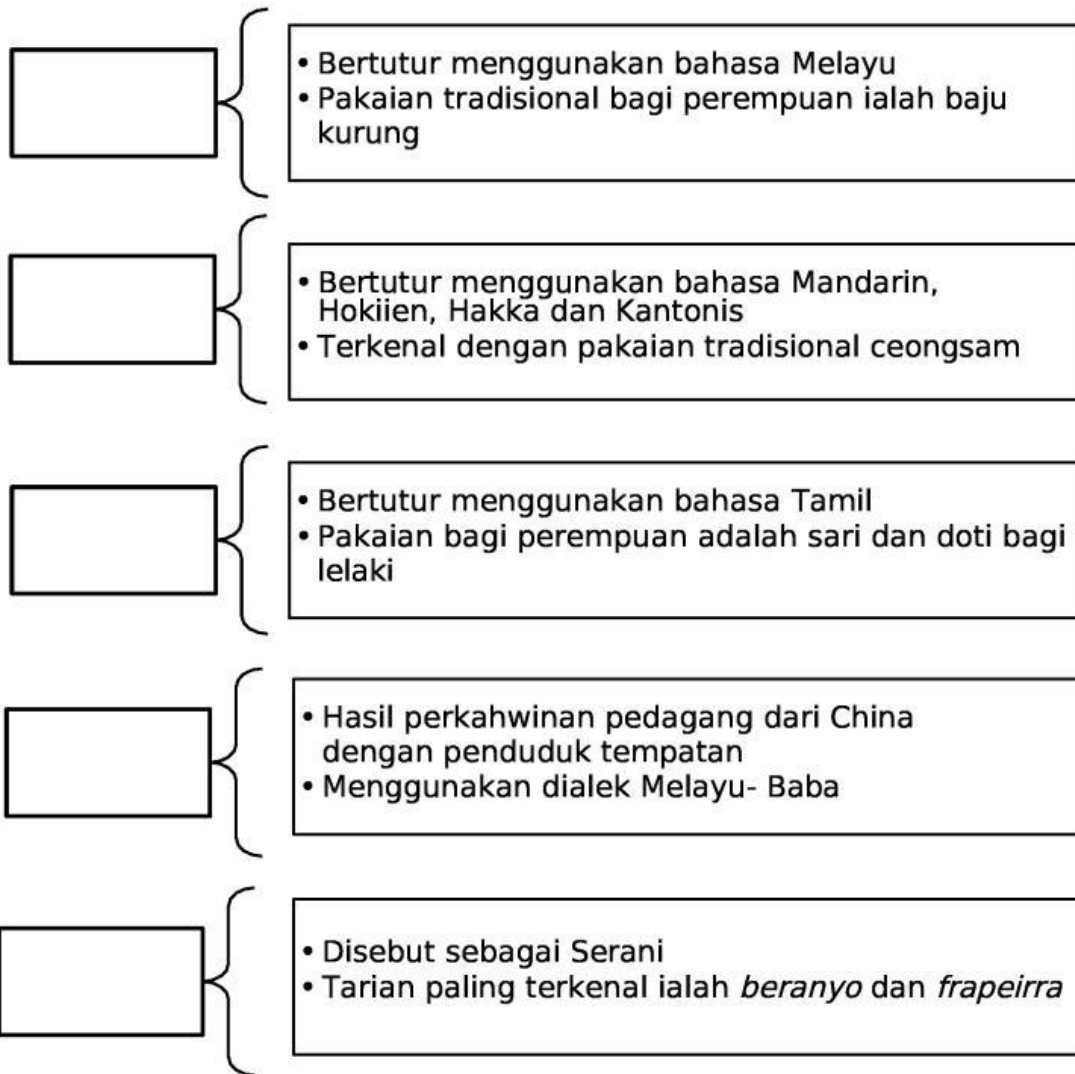 • Bertutur menggunakan bahasa Melayu
• Pakaian tradisional bagi perempuan ialah baju
kurung
• Bertutur menggunakan bahasa Mandarin,
Hokiien, Hakka dan Kantonis
• Terkenal dengan pakaian tradisional ceongsam
• Bertutur menggunakan bahasa Tamil
• Pakaian bagi perempuan adalah sari dan doti bagi
lelaki
• Hasil perkahwinan pedagang dari China
dengan penduduk tempatan
• Menggunakan dialek Melayu- Baba
• Disebut sebagai Serani
• Tarian paling terkenal ialah beranyo dan frapeirra